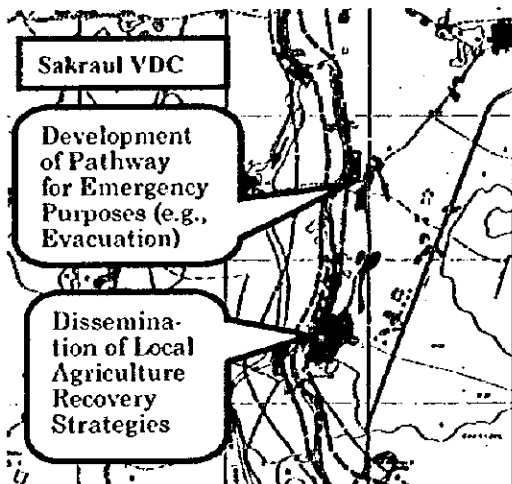 Sakraul VDC
Development
of Pathway
for Emergency
Purposes (e.g.,
Evacuation)
Dissemina-
tion of Local
Agriculture
Recovery
Strategies